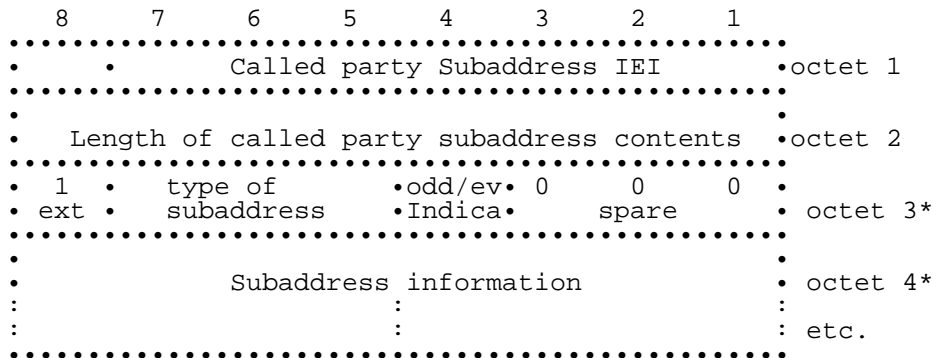 8 7 6 5 4 3 2 1
Called party Subaddress IEI octet 1
Length of called party subaddress contents octet 2
1 type of odd/ev 0 0 0
ext subaddress Indica spare octet 3*
Subaddress information octet 4*
: : :
: : : etc.